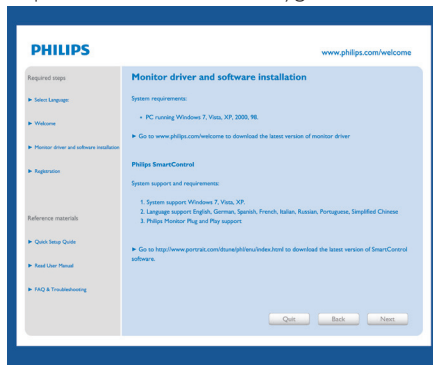 PHILIPS
www.philips.com/welcome
Required steps
► Select Language
► Welcome
► Monitor driver and software installation
► Registration
Reference materials
► Quick Setup Guide
► Read User Manual
► FAQ & Troubleshooting
Monitor driver and software installation
System requirements:
• PC running Windows 7, Vista, XP, 2000, 98.
► Go to www.philips.com/welcome to download the latest version of monitor driver
Philips SmartControl
System support and requirements:
1. System support Windows 7, Vista, XP.
2. Language support English, German, Spanish, French, Italian, Russian, Portuguese, Simplified Chinese
3. Philips Monitor Plug and Play support
► Go to http://www.portrait.com/dtune/phl/enu/index.html to download the latest version of SmartControl
software.
Quit
Back
Next